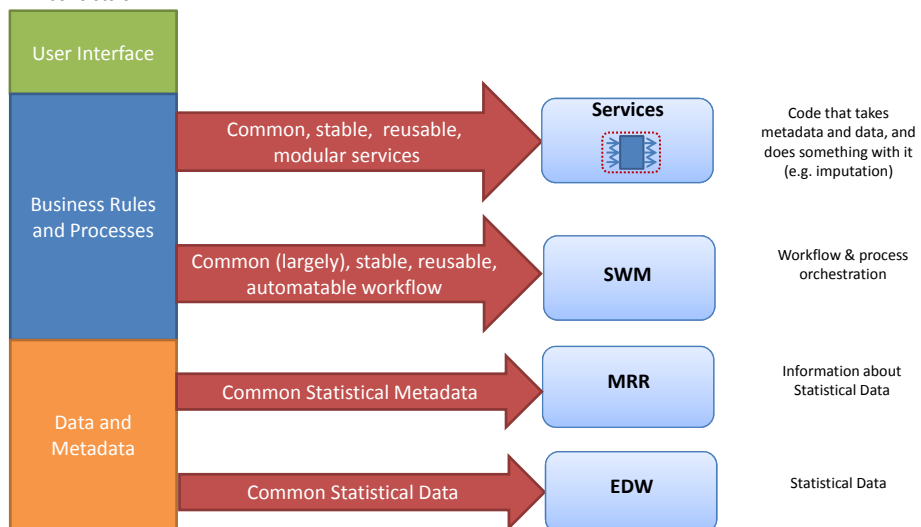 User Interface
Common, stable, reusable,
modular services
Services
Code that takes
metadata and data, and
does something with it
(e.g. imputation)
Business Rules
and Processes
Common (largely), stable, reusable,
automatable workflow
SWM
Workflow & process
orchestration
Common Statistical Metadata
MRR
Information about
Statistical Data
Data and
Metadata
Common Statistical Data
EDW
Statistical Data